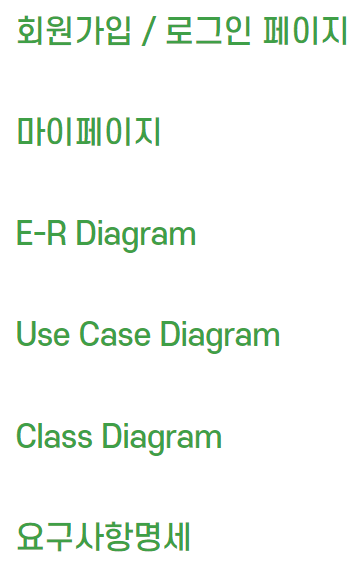 회원가입 / 로그인 페이지
마이페이지
E-R Diagram
Use Case Diagram
Class Diagram
요구사항명세